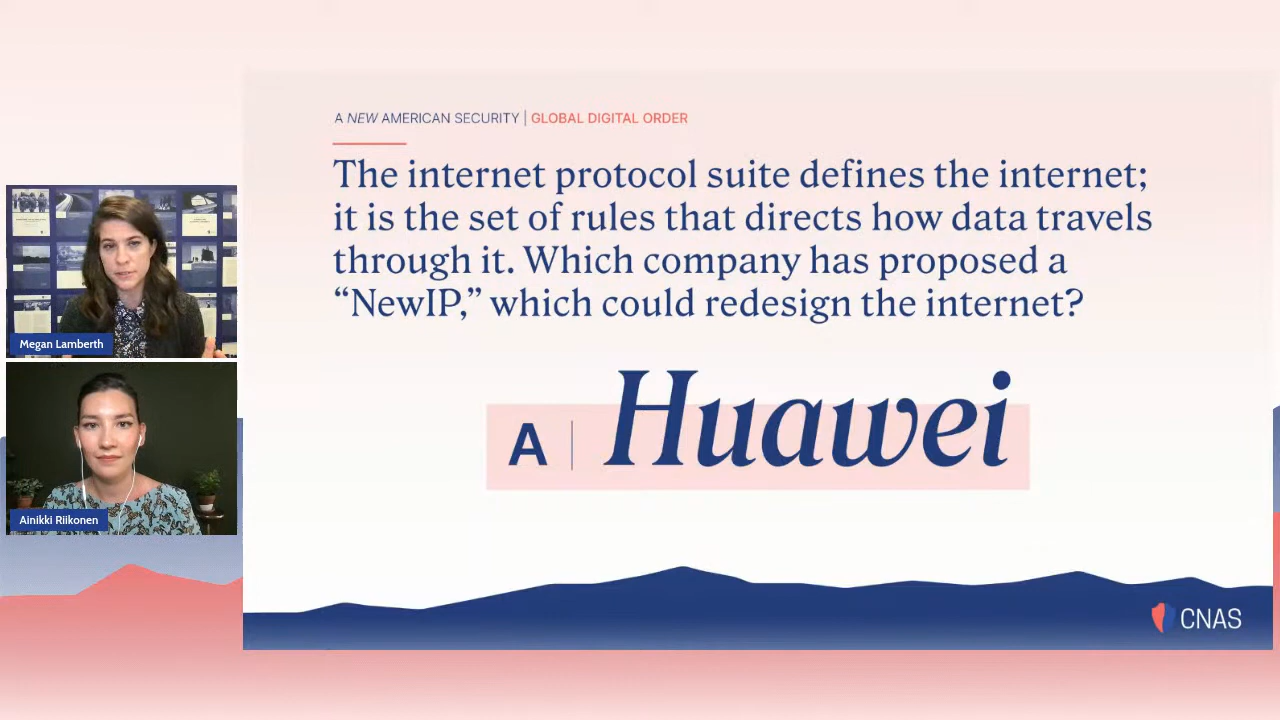 A NEW AMERICAN SECURITY | GLOBAL DIGITAL ORDER
The internet protocol suite defines the internet;
it is the set of rules that directs how data travels
through it. Which company has proposed a
“NewIP,” which could redesign the internet?
A | Huawei
Megan Lamberth
Ainikki Riikonen
CNAS